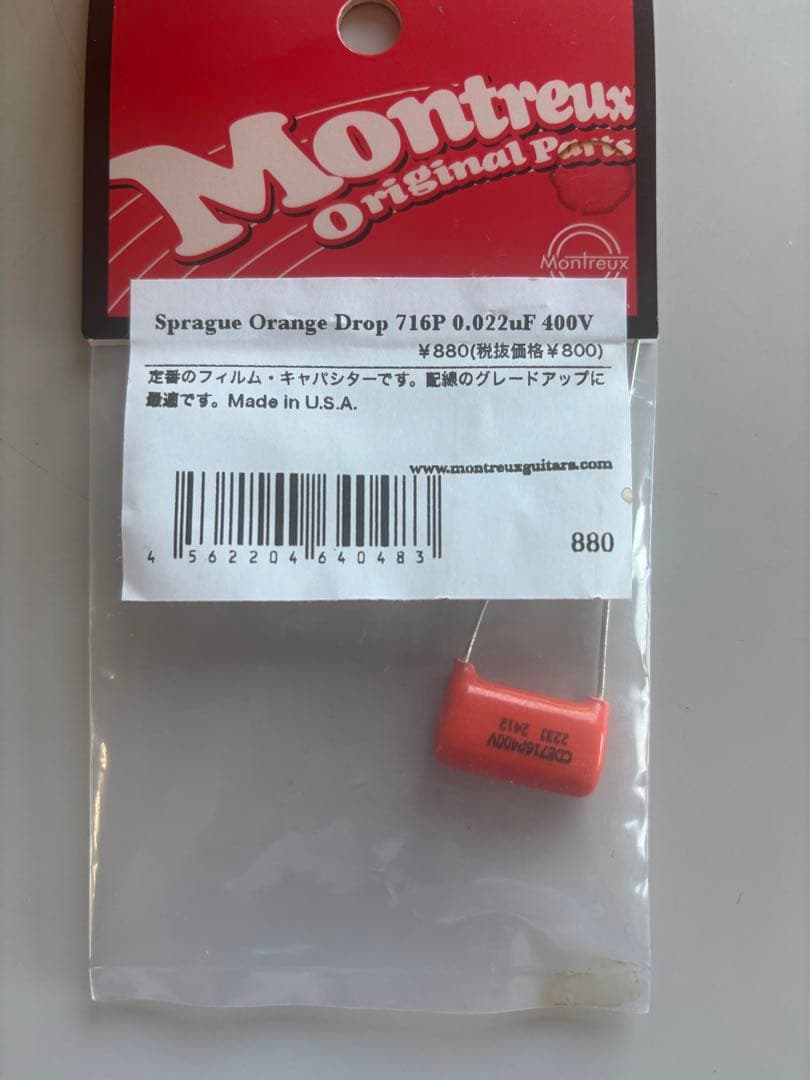 Montreux
Original Parts
Montreux
Sprague Orange Drop 716P 0.022uF 400V
¥880(税抜価格¥800)
定番のフィルム・キャパシターです。配線のグレードアップに
最適です。Made in U.S.A.
www.montreuxguitars.com
4 562204 640483
880
CDE716P400V
223J 2412